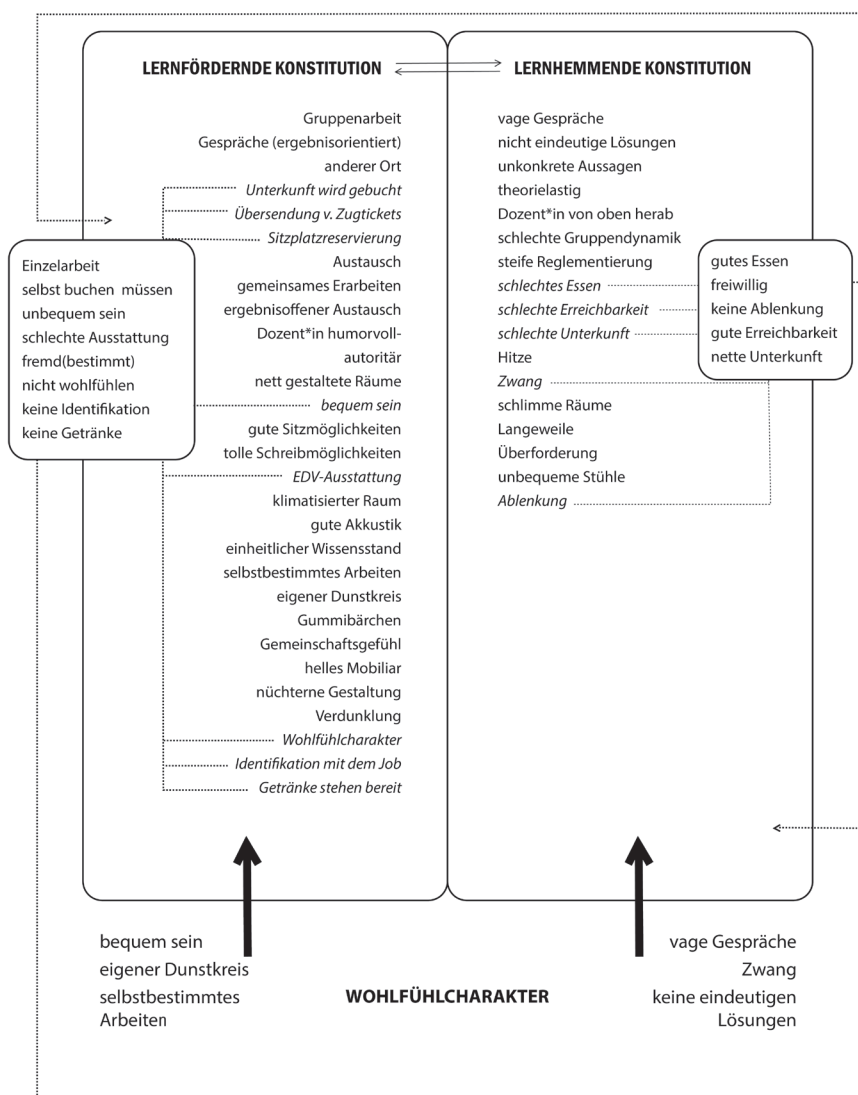 LERNFÖRDERNDE KONSTITUTION
Gruppenarbeit
Gespräche (ergebnisorientiert)
anderer Ort
Unterkunft wird gebucht
Übersendung v. Zugtickets
Sitzplatzreservierung
Austausch
gemeinsames Erarbeiten
ergebnisoffener Austausch
Dozent*in humorvoll-
autoritär
nett gestaltete Räume
bequem sein
gute Sitzmöglichkeiten
tolle Schreibmöglichkeiten
EDV-Ausstattung
klimatisierter Raum
gute Akkustik
einheitlicher Wissensstand
selbstbestimmtes Arbeiten
eigener Dunstkreis
Gummibärchen
Gemeinschaftsgefühl
helles Mobiliar
nüchterne Gestaltung
Verdunklung
Wohlfühlcharakter
Identifikation mit dem Job
Getränke stehen bereit
Einzelarbeit
selbst buchen müssen
unbequem sein
schlechte Ausstattung
fremd(bestimmt)
nicht wohlfühlen
keine Identifikation
keine Getränke
LERNHEMMENDE KONSTITUTION
vage Gespräche
nicht eindeutige Lösungen
unkonkrete Aussagen
theorielastig
Dozent*in von oben herab
schlechte Gruppendynamik
steife Reglementierung
schlechtes Essen
schlechte Erreichbarkeit
schlechte Unterkunft
Hitze
Zwang
schlimme Räume
Langeweile
Überforderung
unbequeme Stühle
Ablenkung
gutes Essen
freiwillig
keine Ablenkung
gute Erreichbarkeit
nette Unterkunft
bequem sein
eigener Dunstkreis
selbstbestimmtes
Arbeiten
WOHLFÜHLCHARAKTER
vage Gespräche
Zwang
keine eindeutigen
Lösungen